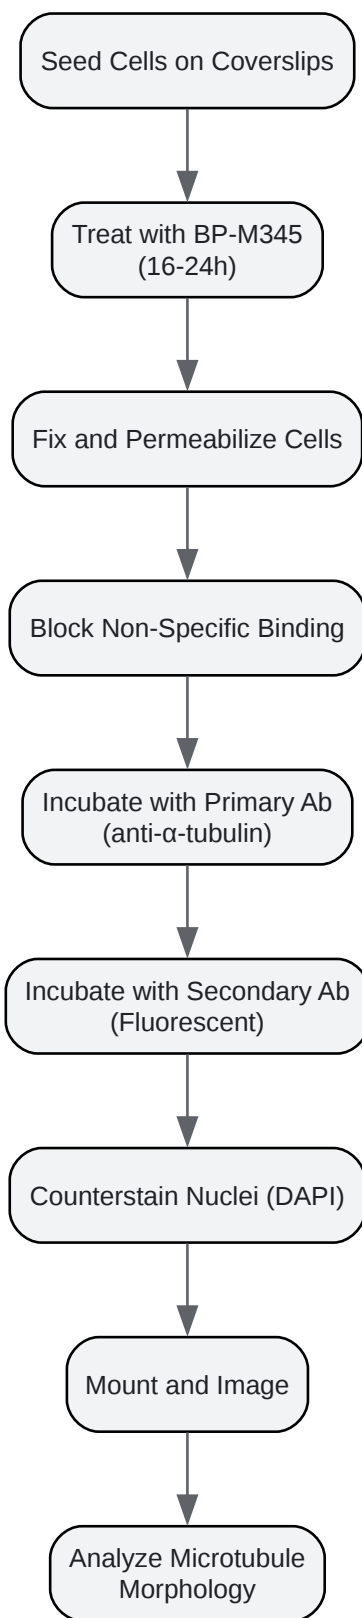 Seed Cells on Coverslips
Treat with BP-M345
(16-24h)
Fix and Permeabilize Cells
Block Non-Specific Binding
Incubate with Primary Ab
(anti-α-tubulin)
Incubate with Secondary Ab
(Fluorescent)
Counterstain Nuclei (DAPI)
Mount and Image
Analyze Microtubule
Morphology